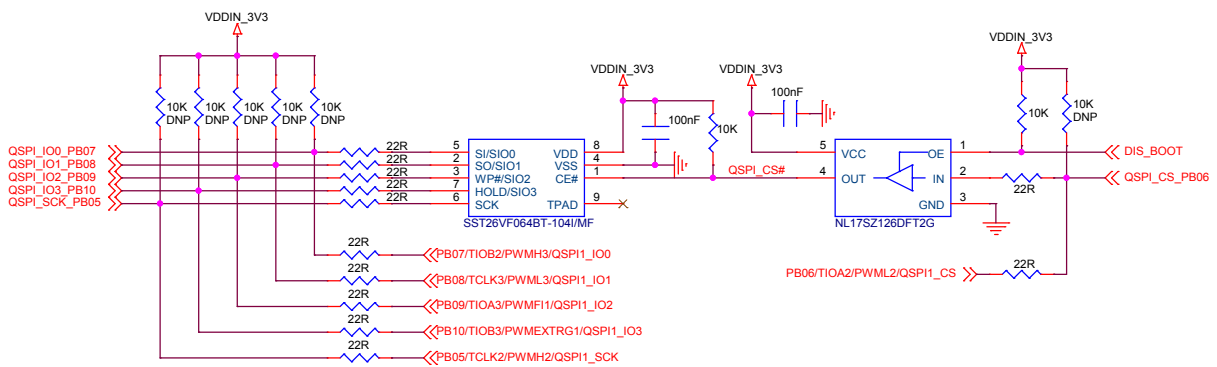 VDDIN_3V3
10K
DNP
10K
DNP
10K
DNP
10K
DNP
10K
DNP
QSPI_IO0_PB07
QSPI_IO1_PB08
QSPI_IO2_PB09
QSPI_IO3_PB10
QSPI_SCK_PB05
22R
22R
22R
22R
22R
5 SI/SIO0 VDD 8
2 SO/SIO1 VSS 4
3 WP#/SIO2 CE# 1
7 HOLD/SIO3
6 SCK TPAD 9
SST26VF064BT-104I/MF
VDDIN_3V3
100nF
10K
QSPI_CS#
VDDIN_3V3
100nF
5 VCC OE 1
4 OUT IN 2
GND 3
NL17SZ126DFT2G
VDDIN_3V3
10K
10K
DNP
DIS_BOOT
22R
QSPI_CS_PB06
22R
PB06/TIOA2/PWML2/QSPI1_CS
22R
PB07/TIOB2/PWMH3/QSPI1_IO0
22R
PB08/TCLK3/PWML3/QSPI1_IO1
22R
PB09/TIOA3/PWMFI1/QSPI1_IO2
22R
PB10/TIOB3/PWMEXTRG1/QSPI1_IO3
22R
PB05/TCLK2/PWMH2/QSPI1_SCK